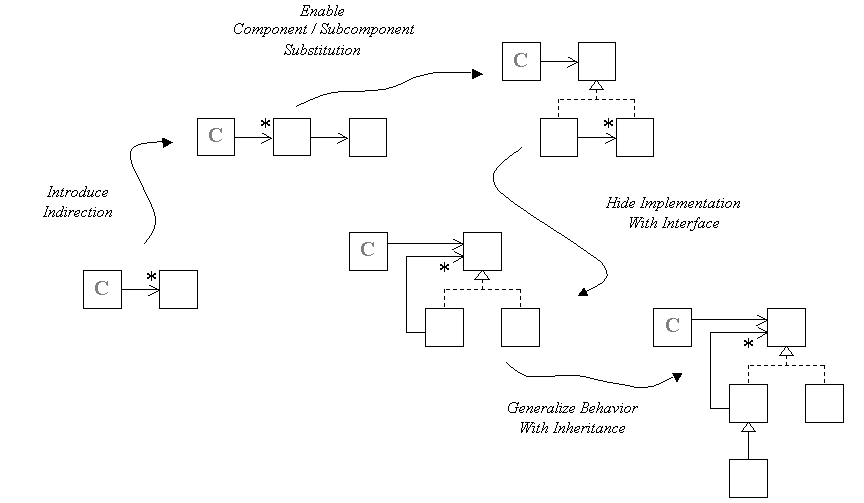 Enable
Component / Subcomponent
Substitution
C
C
*
*
Introduce
Indirection
Hide Implementation
With Interface
C
*
C
*
C
*
Generalize Behavior
With Inheritance